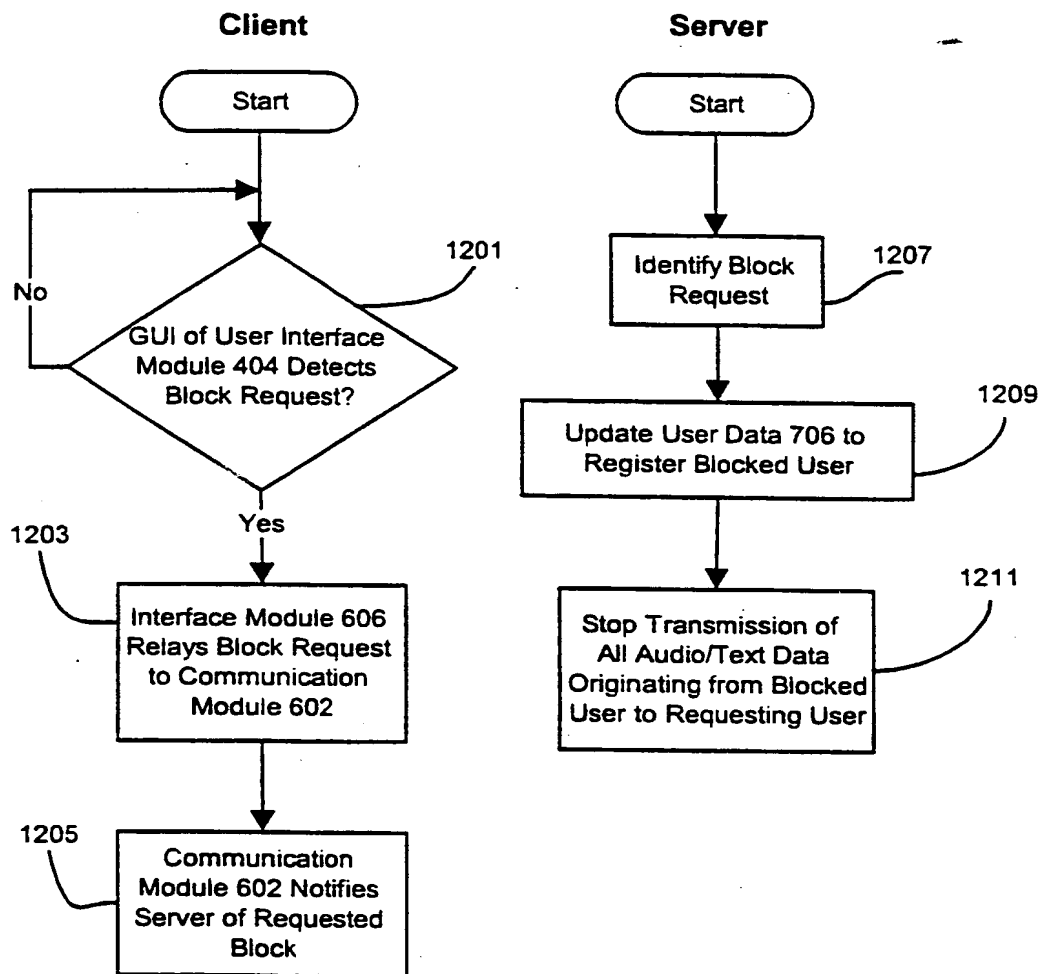 Client
Start
1201
No
GUI of User Interface
Module 404 Detects
Block Request?
Yes
1203
Interface Module 606
Relays Block Request
to Communication
Module 602
1205
Communication
Module 602 Notifies
Server of Requested
Block
Server
Start
1207
Identify Block
Request
1209
Update User Data 706 to
Register Blocked User
1211
Stop Transmission of
All Audio/Text Data
Originating from Blocked
User to Requesting User